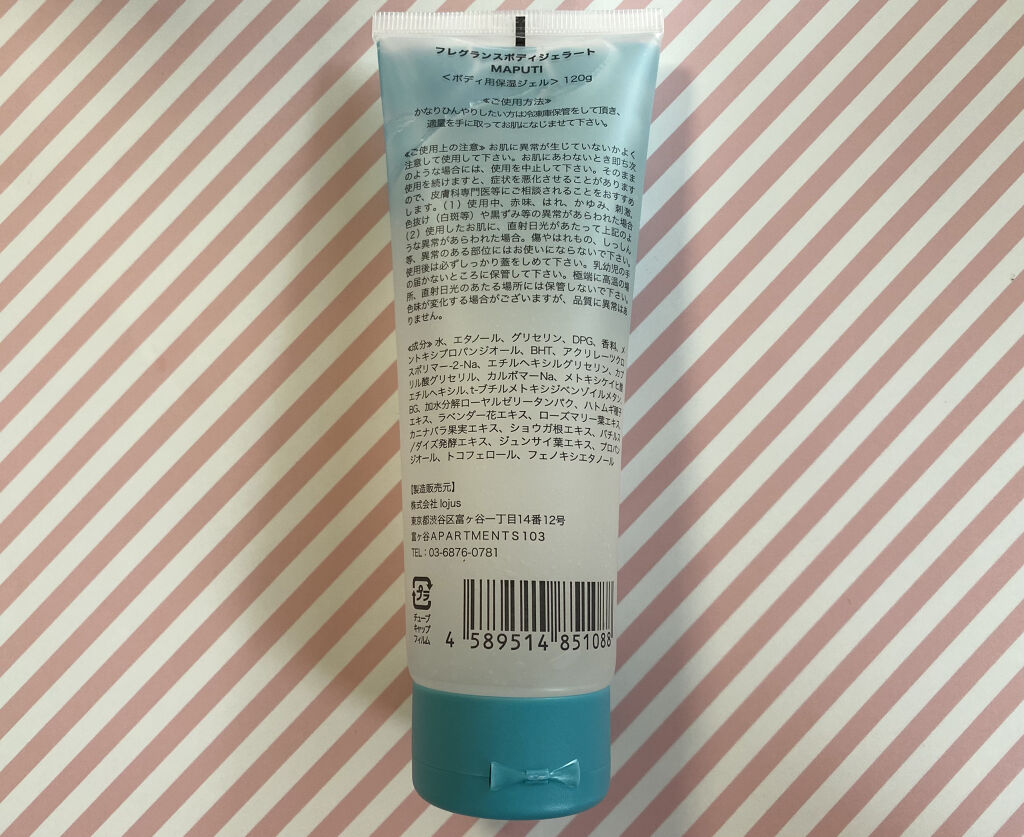 フレグランスボディジェラート
MAPUTI
＜ボディ用保湿ジェル＞ 120g
≪ご使用方法≫
かなりひんやりしたい方は冷凍庫保管をして頂き、
適量を手に取ってお肌になじませて下さい。
≪ご使用上の注意≫ お肌に異常が生じていないかよく
注意して使用して下さい。お肌にあわないとき即ち次
のような場合には、使用を中止して下さい。そのまま
使用を続けますと、症状を悪化させることがあります
ので、皮膚科専門医等にご相談されることをおすすめ
します。（1）使用中、赤味、はれ、かゆみ、刺激、
色抜け（白斑等）や黒ずみ等の異常があらわれた場合
（2）使用したお肌に、直射日光があたって上記のよ
うな異常があらわれた場合。傷やはれもの、しっしん
等、異常のある部位にはお使いにならないで下さい。
使用後は必ずしっかり蓋をしめて下さい。乳幼児の手
の届かないところに保管して下さい。極端に高温の場
所、直射日光のあたる場所には保管しないで下さい。
色味が変化する場合がございますが、品質に異常はあ
りません。
≪成分≫ 水、エタノール、グリセリン、DPG、香料、メ
ントキシプロパンジオール、BHT、アクリレーツクロ
スポリマー-2-Na、エチルヘキシルグリセリン、カプ
リル酸グリセリル、カルボマーNa、メトキシケイヒ酸
エチルヘキシル、t-ブチルメトキシジベンゾイルメタン、
BG、加水分解ローヤルゼリータンパク、ハトムギ種子
エキス、ラベンダー花エキス、ローズマリー葉エキス、
カニナバラ果実エキス、ショウガ根エキス、バチルス
/ダイズ発酵エキス、ジュンサイ葉エキス、プロパン
ジオール、トコフェロール、フェノキシエタノール
【製造販売元】
株式会社 lojus
東京都渋谷区富ヶ谷一丁目14番12号
富ヶ谷APARTMENTS103
TEL：03-6876-0781
プラ
チューブ
キャップ
フィルム
4 589514 851088